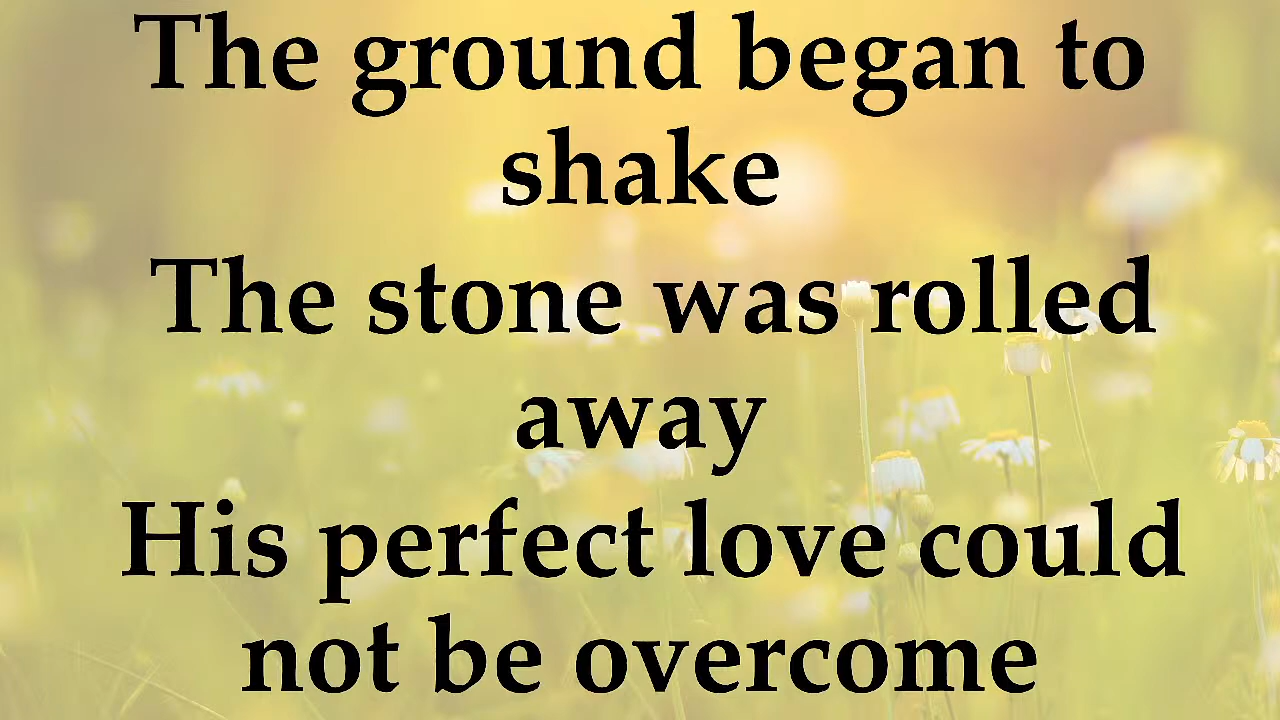 The ground began to
shake
The stone was rolled
away
His perfect love could
not be overcome